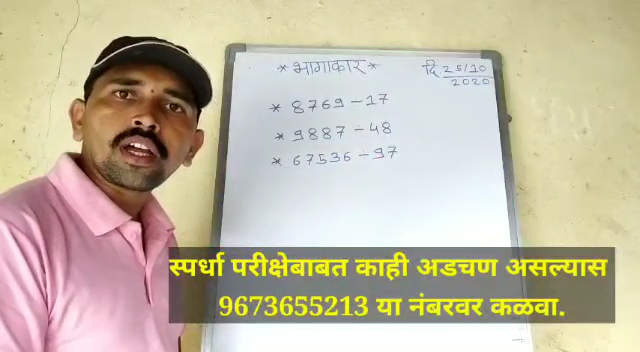 * भागाकार *
दि 25/10
2020
* 8769 ÷ 17
* 9887 ÷ 48
* 67536 ÷ 97
स्पर्धा परीक्षेबाबत काही अडचण असल्यास
9673655213 या नंबरवर कळवा.